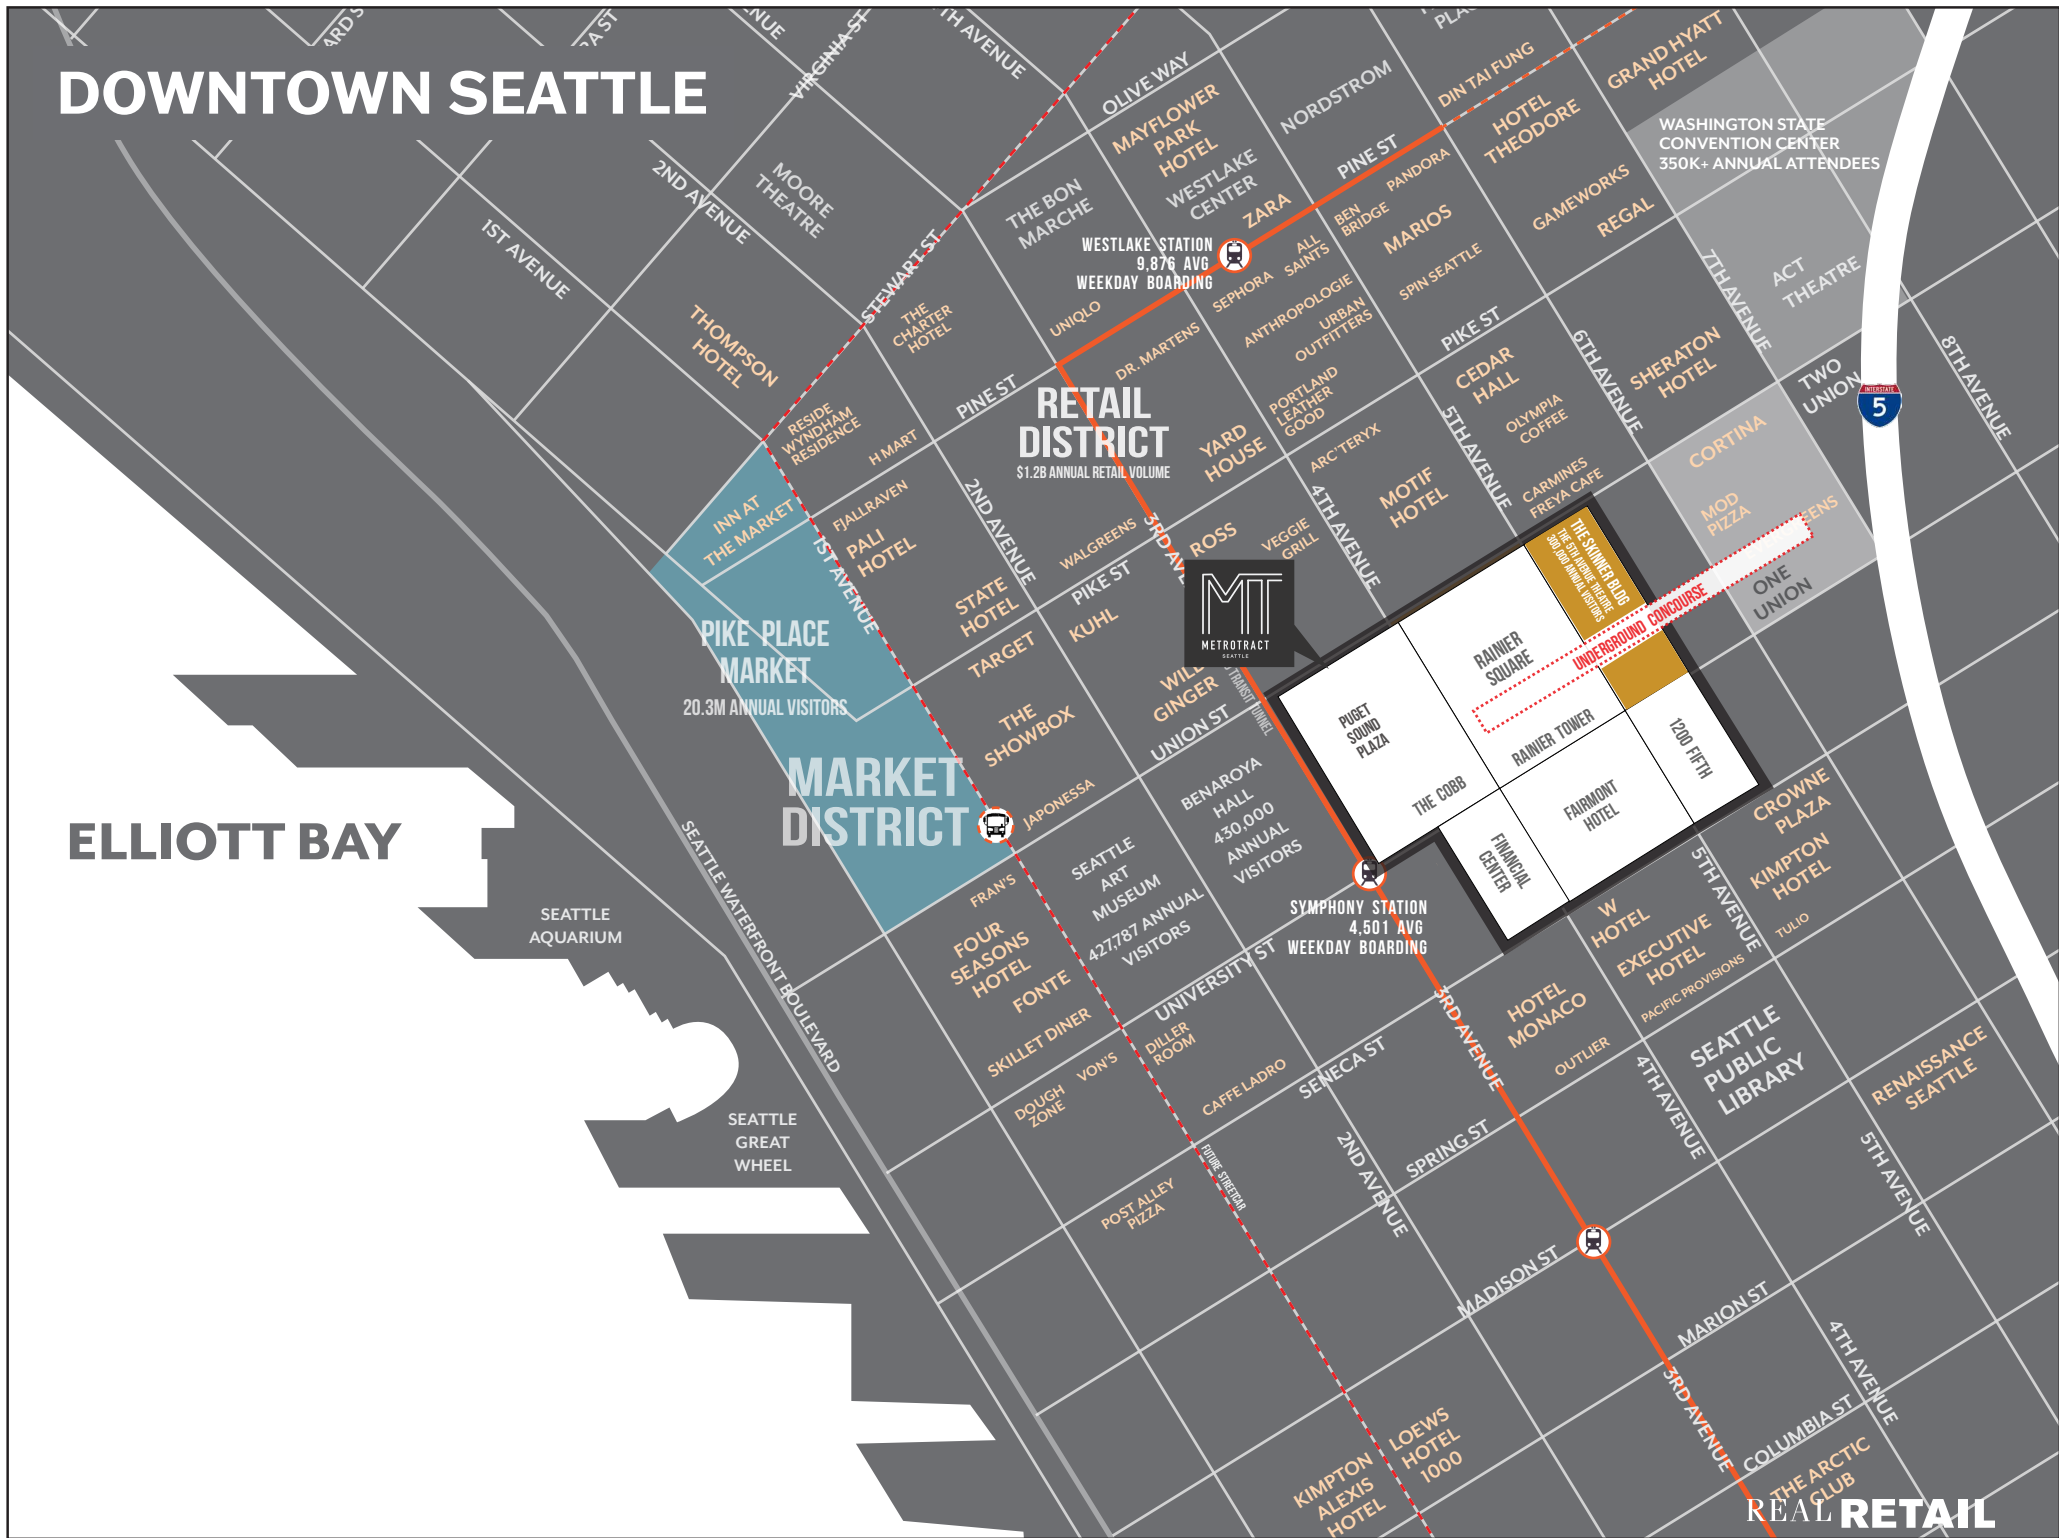 DOWNTOWN SEATTLE
ELLIOTT BAY
VIRGINIA ST
OLIVE WAY
MAYFLOWER
PARK
HOTEL
NORDSTROM
DIN TAI FUNG
GRAND HYATT
HOTEL
HOTEL
THEODORE
WASHINGTON STATE
CONVENTION CENTER
350K+ ANNUAL ATTENDEES
2ND AVENUE
MOORE
THEATRE
1ST AVENUE
STEWART ST
THE BON
MARCHE
WESTLAKE
CENTER
ZARA
PINE ST
PANDORA
BEN
BRIDGE
MARIOS
GAMEWORKS
REGAL
WESTLAKE STATION
9,876 AVG
WEEKDAY BOARDING
ALL
SAINTS
SEPHORA
SPIN SEATTLE
7TH AVENUE
ACT
THEATRE
THOMPSON
HOTEL
THE
CHARTER
HOTEL
UNIQLO
DR. MARTENS
ANTHROPOLOGIE
URBAN
OUTFITTERS
PIKE ST
6TH AVENUE
SHERATON
HOTEL
TWO
UNION
INTERSTATE
5
8TH AVENUE
RESIDE
WYNDHAM
RESIDENCE
H MART
PINE ST
RETAIL
DISTRICT
$1.2B ANNUAL RETAIL VOLUME
YARD
HOUSE
PORTLAND
LEATHER
GOOD
ARC'TERYX
CEDAR
HALL
5TH AVENUE
OLYMPIA
COFFEE
CORTINA
INN AT
THE MARKET
FJALLRAVEN
PALI
HOTEL
1ST AVENUE
2ND AVENUE
WALGREENS
ROSS
VEGGIE
GRILL
4TH AVENUE
MOTIF
HOTEL
CARMINES
FREYA CAFE
MOD
PIZZA
ONE
UNION
STATE
HOTEL
PIKE ST
KUHL
TARGET
MT
METROTRACT
SEATTLE
THE SKINNER BLDG
THE 5TH AVENUE THEATRE
300,000 ANNUAL VISITORS
UNDERGROUND CONCOURSE
RAINIER
SQUARE
PIKE PLACE
MARKET
20.3M ANNUAL VISITORS
THE
SHOWBOX
GINGER
UNION ST
PUGET
SOUND
PLAZA
RAINIER TOWER
1200 FIFTH
THE COBB
FAIRMONT
HOTEL
FINANCIAL
CENTER
MARKET
DISTRICT
JAPONESSA
BENAROYA
HALL
430,000
ANNUAL
VISITORS
CROWNE
PLAZA
KIMPTON
HOTEL
5TH AVENUE
TULIO
SEATTLE
ART
MUSEUM
427,787 ANNUAL
VISITORS
SYMPHONY STATION
4,501 AVG
WEEKDAY BOARDING
W
HOTEL
EXECUTIVE
HOTEL
PACIFIC PROVISIONS
SEATTLE
AQUARIUM
SEATTLE WATERFRONT BOULEVARD
FRAN'S
FOUR
SEASONS
HOTEL
FONTE
SKILLET DINER
UNIVERSITY ST
HOTEL
MONACO
3RD AVENUE
OUTLIER
SEATTLE
PUBLIC
LIBRARY
RENAISSANCE
SEATTLE
SEATTLE
GREAT
WHEEL
DOUGH
ZONE
VON'S
DILLER
ROOM
CAFFE LADRO
SENECA ST
4TH AVENUE
POST ALLEY
PIZZA
FUTURE STREETCAR
2ND AVENUE
SPRING ST
5TH AVENUE
MADISON ST
MARION ST
3RD AVENUE
4TH AVENUE
COLUMBIA ST
KIMPTON
ALEXIS
HOTEL
LOEWS
HOTEL
1000
THE ARCTIC
CLUB
REAL RETAIL